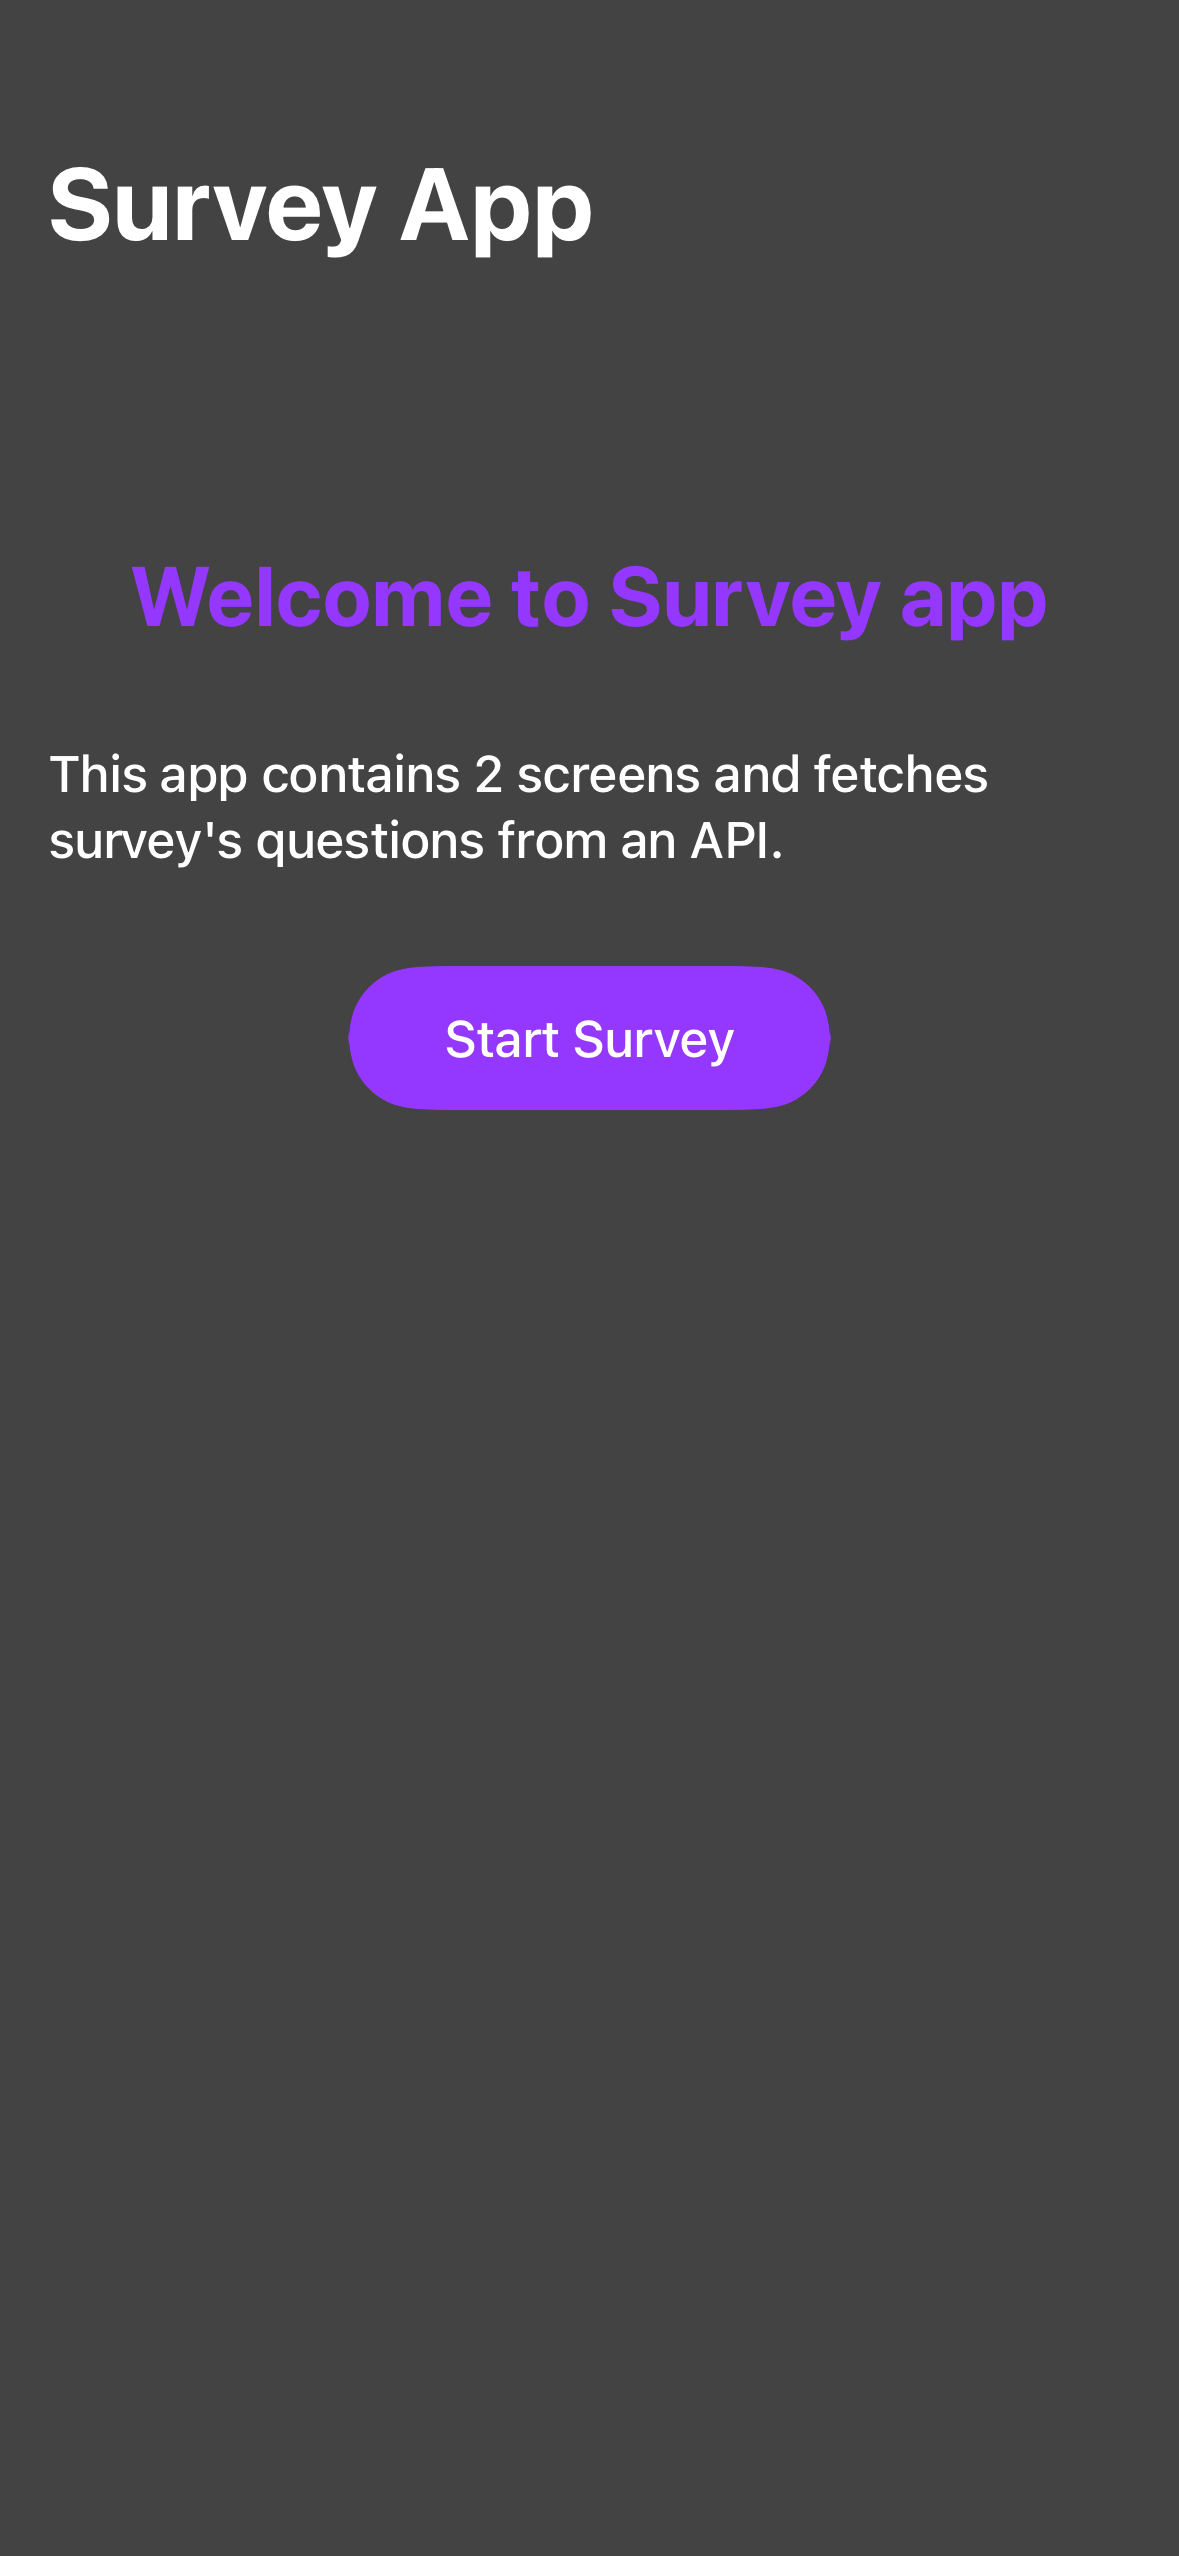 Survey App
Welcome to Survey app
This app contains 2 screens and fetches
survey's questions from an API.
Start Survey